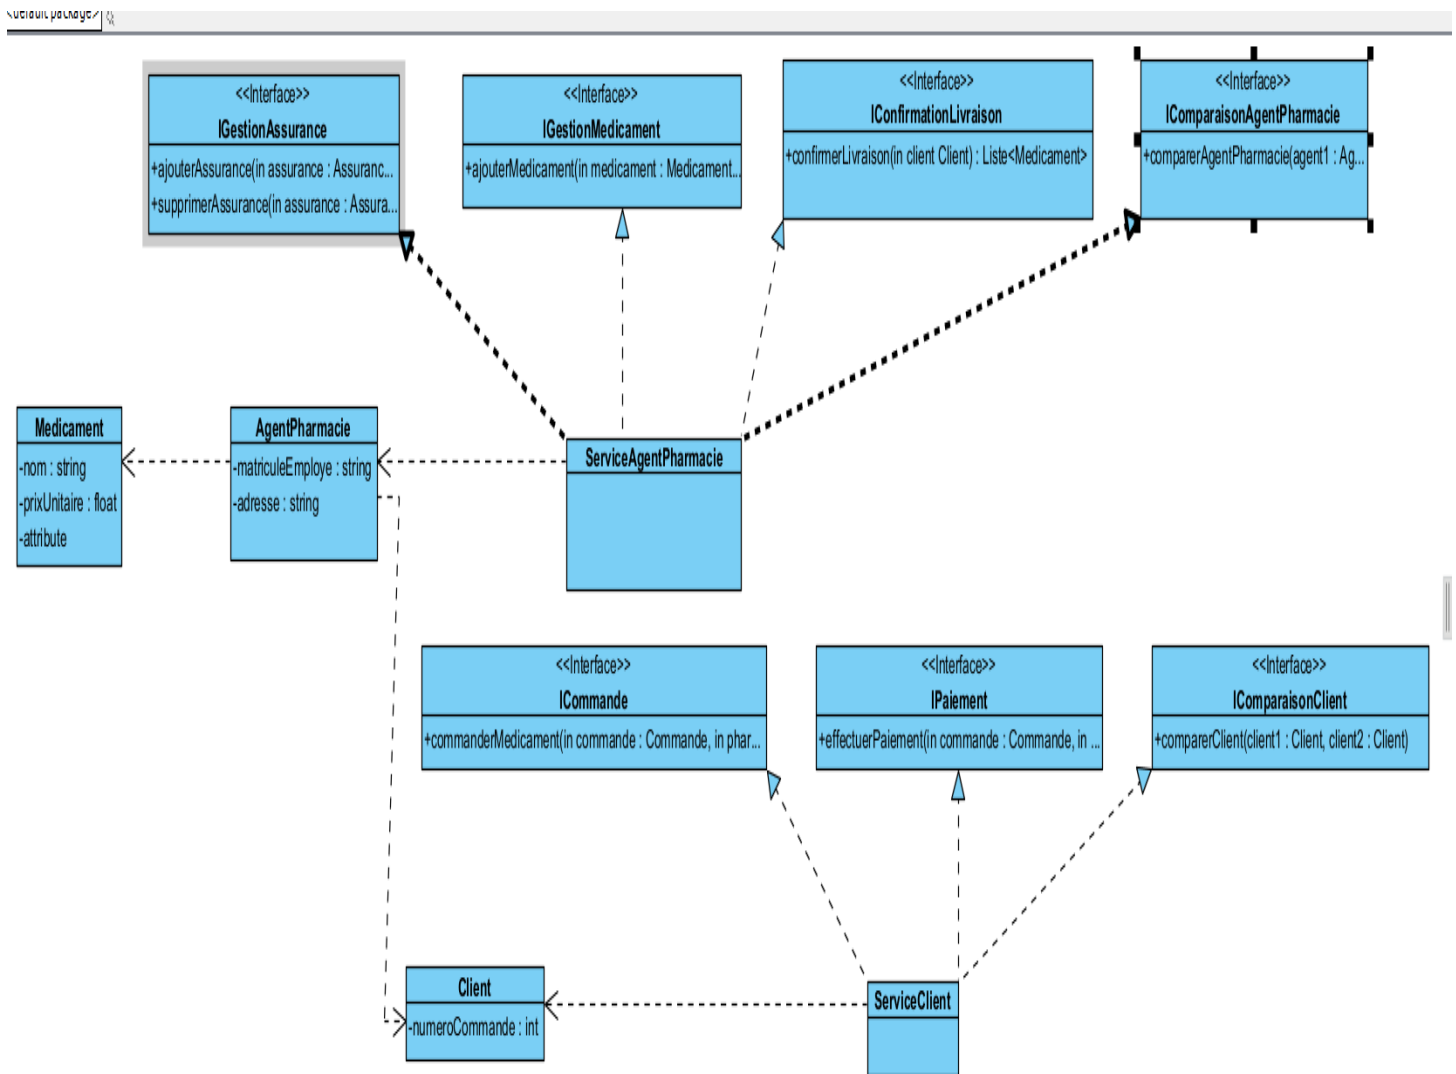 <default package>
<<Interface>>
IGestionAssurance
+ajouterAssurance(in assurance : Assuranc...
+supprimerAssurance(in assurance : Assura...
<<Interface>>
IGestionMedicament
+ajouterMedicament(in medicament : Medicament...
<<Interface>>
IConfirmationLivraison
+confirmerLivraison(in client Client) : Liste<Medicament>
<<Interface>>
IComparaisonAgentPharmacie
+comparerAgentPharmacie(agent1 : Ag...
Medicament
-nom : string
-prixUnitaire : float
-attribute
AgentPharmacie
-matriculeEmploye : string
-adresse : string
ServiceAgentPharmacie
<<Interface>>
ICommande
+commanderMedicament(in commande : Commande, in phar...
<<Interface>>
IPaiement
+effectuerPaiement(in commande : Commande, in ...
<<Interface>>
IComparaisonClient
+comparerClient(client1 : Client, client2 : Client)
Client
-numeroCommande : int
ServiceClient